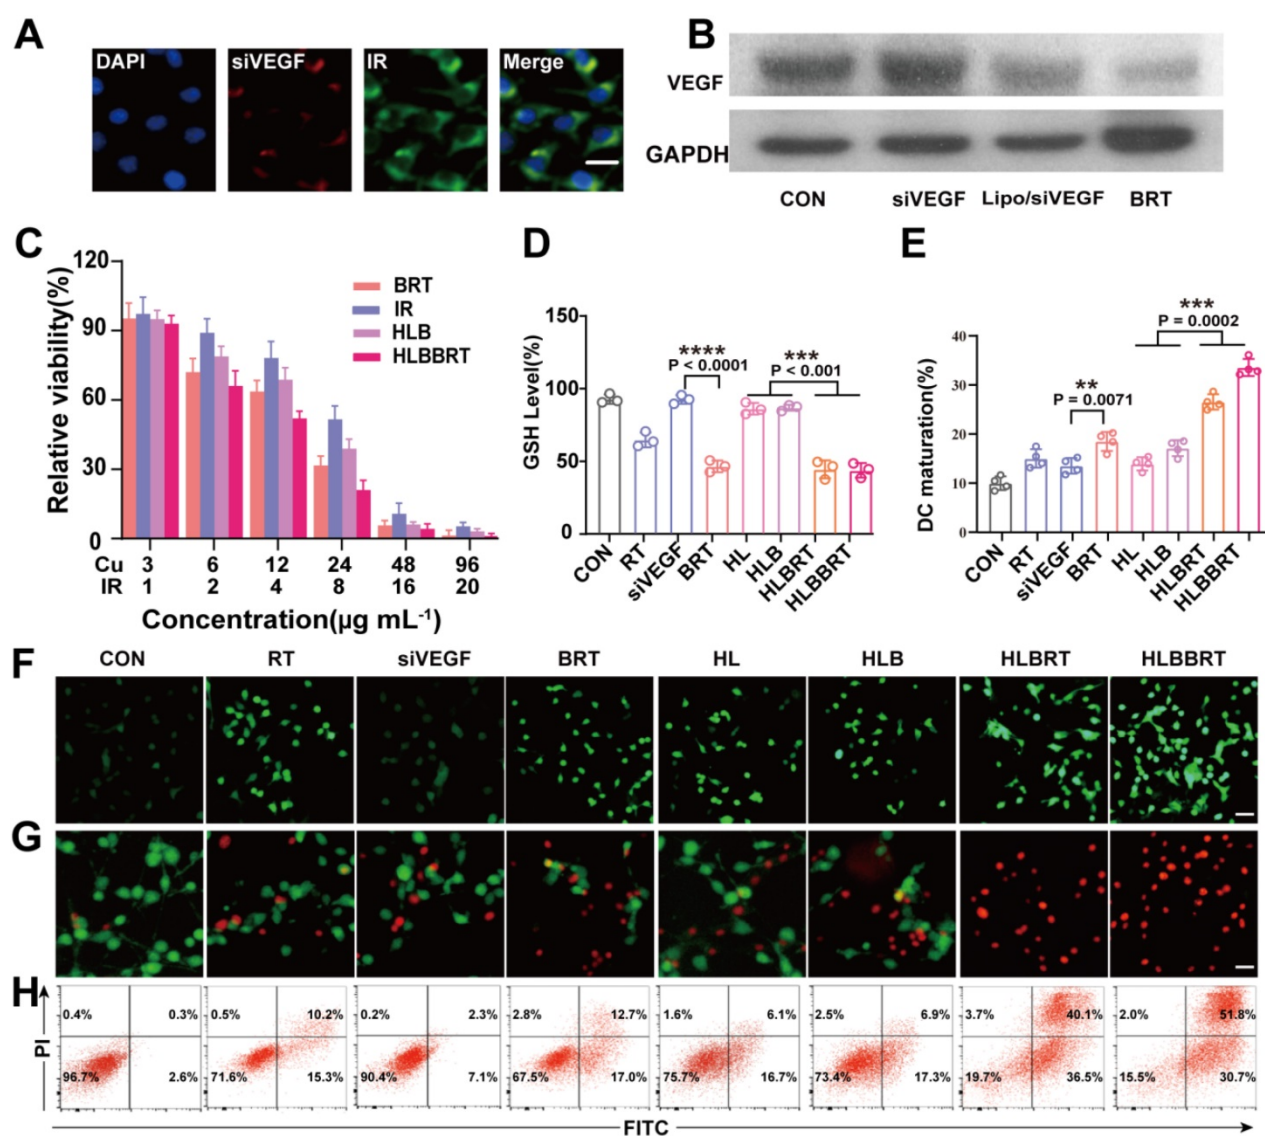 A
DAPI
siVEGF
IR
Merge
B
VEGF
GAPDH
CON
siVEGF
Lipo/siVEGF
BRT
C
Relative viability(%)
120
90
60
30
0
BRT
IR
HLB
HLBBRT
Cu 3 6 12 24 48 96
IR 1 2 4 8 16 20
Concentration(µg mL⁻¹)
D
GSH Level(%)
150
100
50
0
****
P < 0.0001
***
P < 0.001
CON
RT
siVEGF
BRT
HL
HLB
HLBRT
HLBBRT
E
DC maturation(%)
40
30
20
10
0
**
P = 0.0071
***
P = 0.0002
CON
RT
siVEGF
BRT
HL
HLB
HLBRT
HLBBRT
F
CON RT siVEGF BRT HL HLB HLBRT HLBBRT
G
H
PI
0.4% 0.3% 0.5% 10.2% 0.2% 2.3% 2.8% 12.7% 1.6% 6.1% 2.5% 6.9% 3.7% 40.1% 2.0% 51.8%
96.7% 2.6% 71.6% 15.3% 90.4% 7.1% 67.5% 17.0% 75.7% 16.7% 73.4% 17.3% 19.7% 36.5% 15.5% 30.7%
FITC